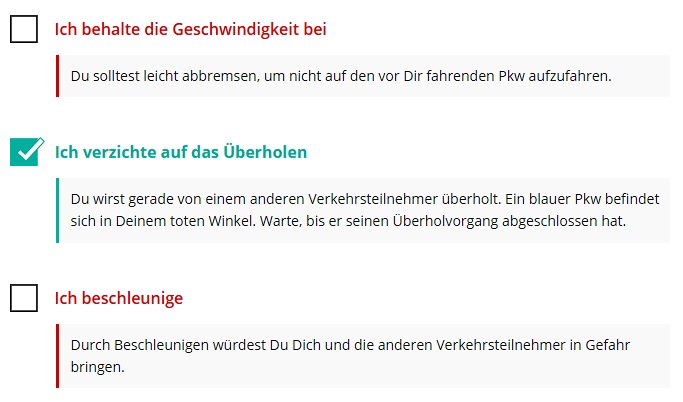 Ich behalte die Geschwindigkeit bei
Du solltest leicht abbremsen, um nicht auf den vor Dir fahrenden Pkw aufzufahren.
Ich verzichte auf das Überholen
Du wirst gerade von einem anderen Verkehrsteilnehmer überholt. Ein blauer Pkw befindet
sich in Deinem toten Winkel. Warte, bis er seinen Überholvorgang abgeschlossen hat.
Ich beschleunige
Durch Beschleunigen würdest Du Dich und die anderen Verkehrsteilnehmer in Gefahr
bringen.